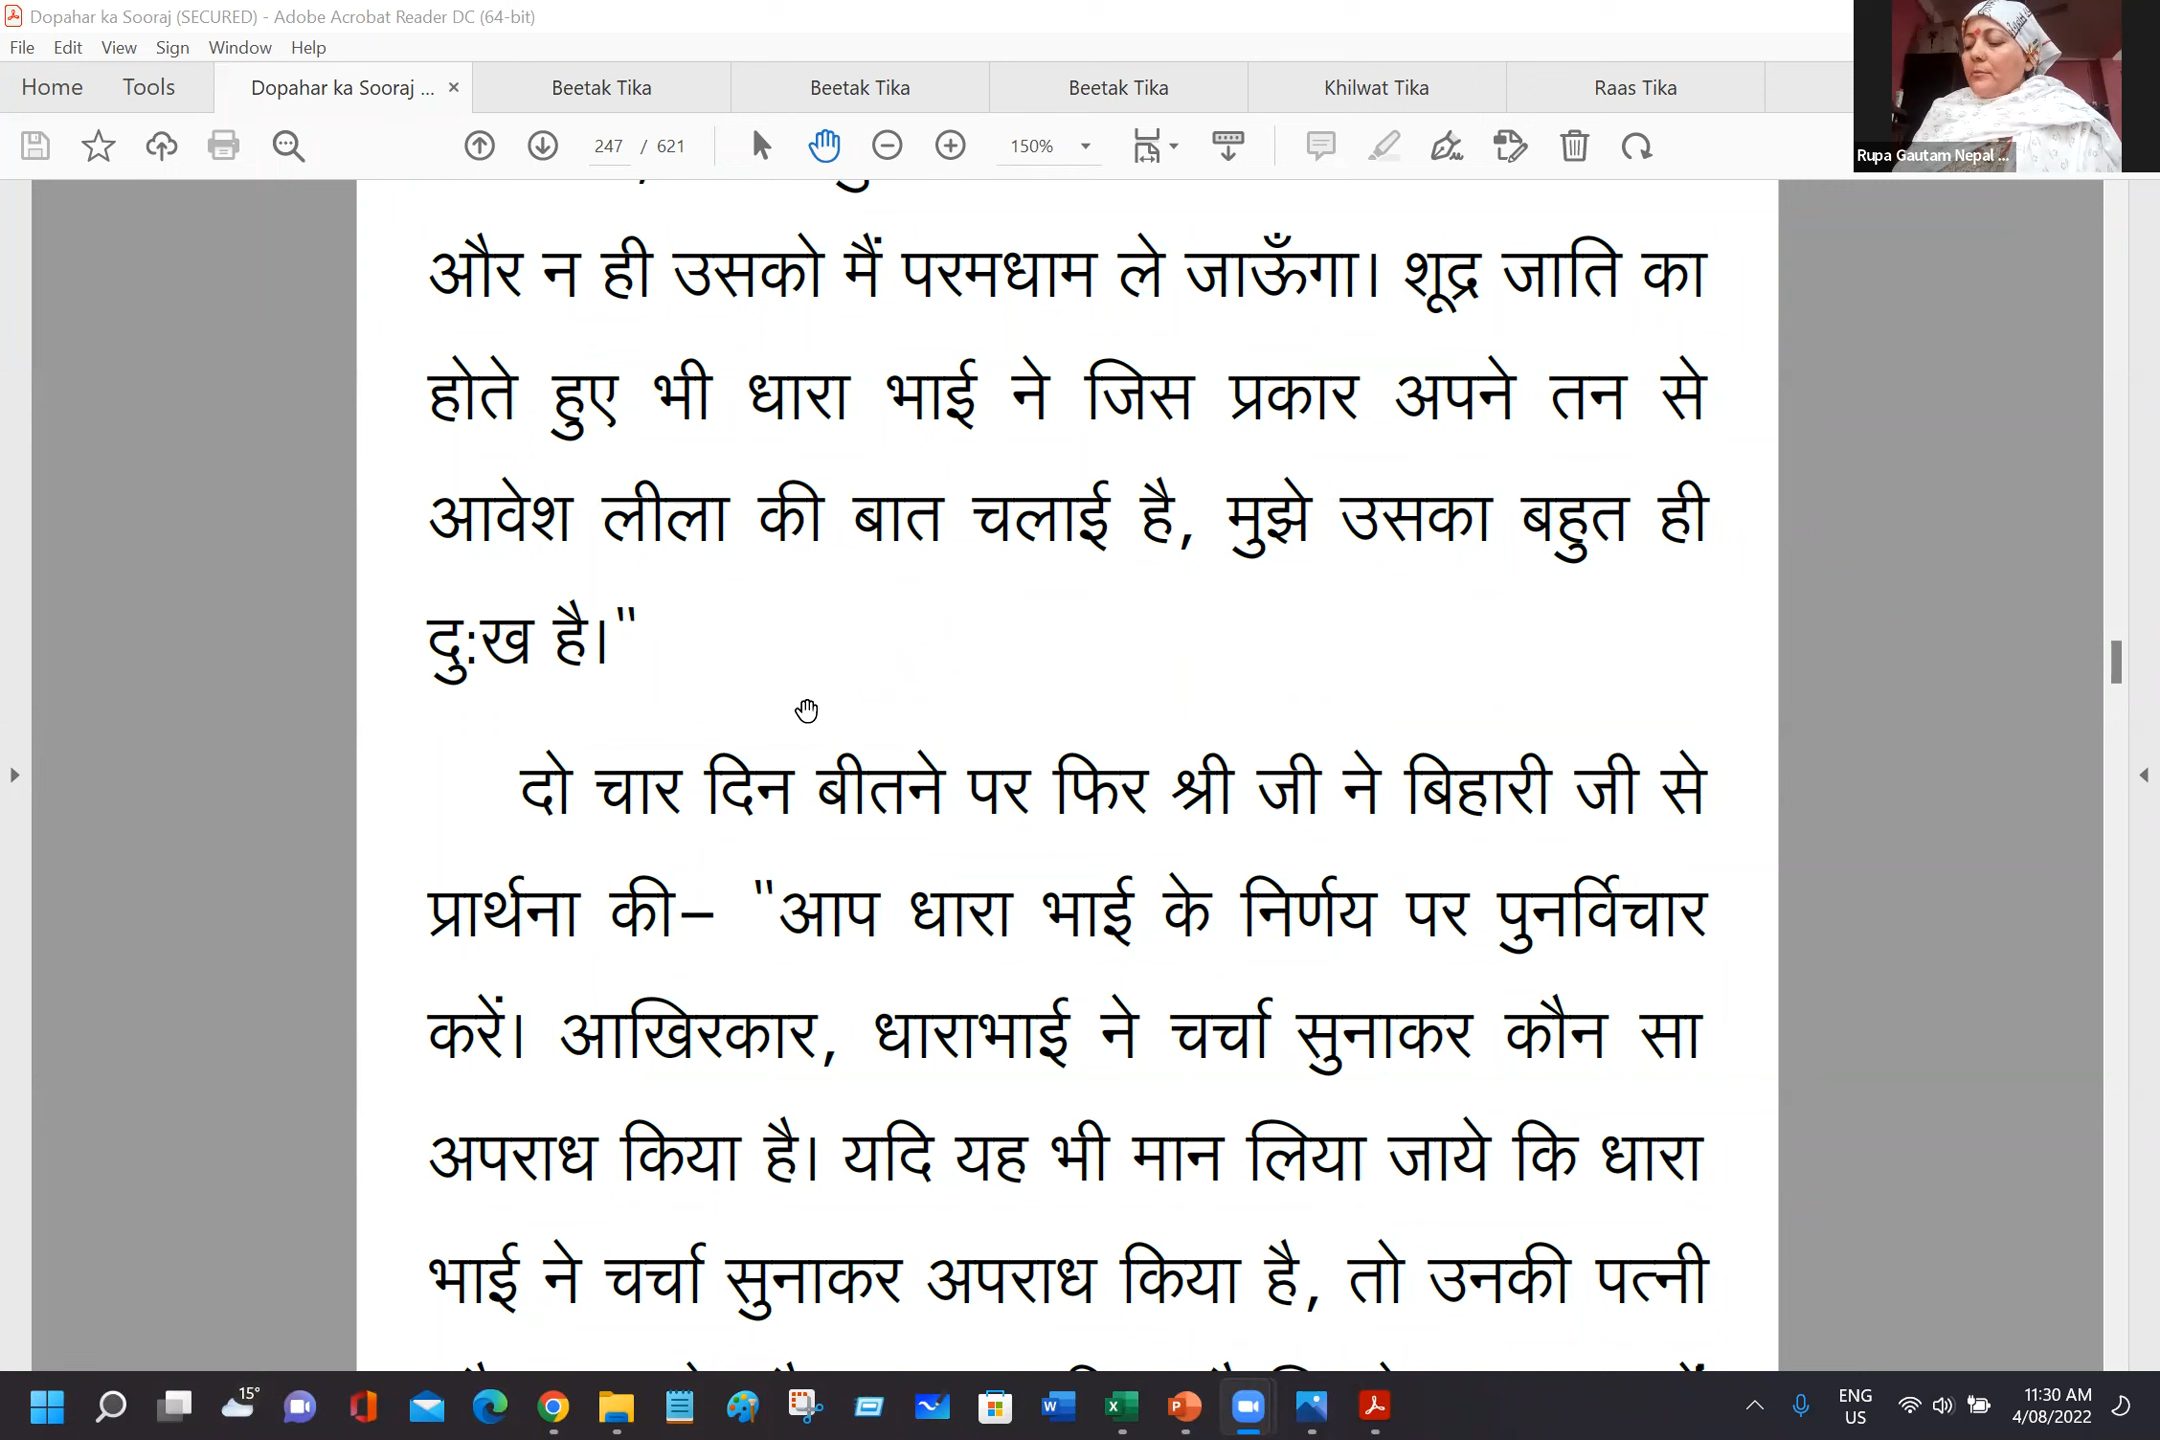 Dopahar ka Sooraj (SECURED) - Adobe Acrobat Reader DC (64-bit)
File Edit View Sign Window Help
Home Tools Dopahar ka Sooraj ... × Beetak Tika Beetak Tika Beetak Tika Khilwat Tika Raas Tika
247 / 621 150%
Rupa Gautam Nepal ...
और न ही उसको मैं परमधाम ले जाऊँगा। शूद्र जाति का
होते हुए भी धारा भाई ने जिस प्रकार अपने तन से
आवेश लीला की बात चलाई है, मुझे उसका बहुत ही
दुःख है।"
दो चार दिन बीतने पर फिर श्री जी ने बिहारी जी से
प्रार्थना की– "आप धारा भाई के निर्णय पर पुनर्विचार
करें। आखिरकार, धाराभाई ने चर्चा सुनाकर कौन सा
अपराध किया है। यदि यह भी मान लिया जाये कि धारा
भाई ने चर्चा सुनाकर अपराध किया है, तो उनकी पत्नी
15°
ENG
US
11:30 AM
4/08/2022